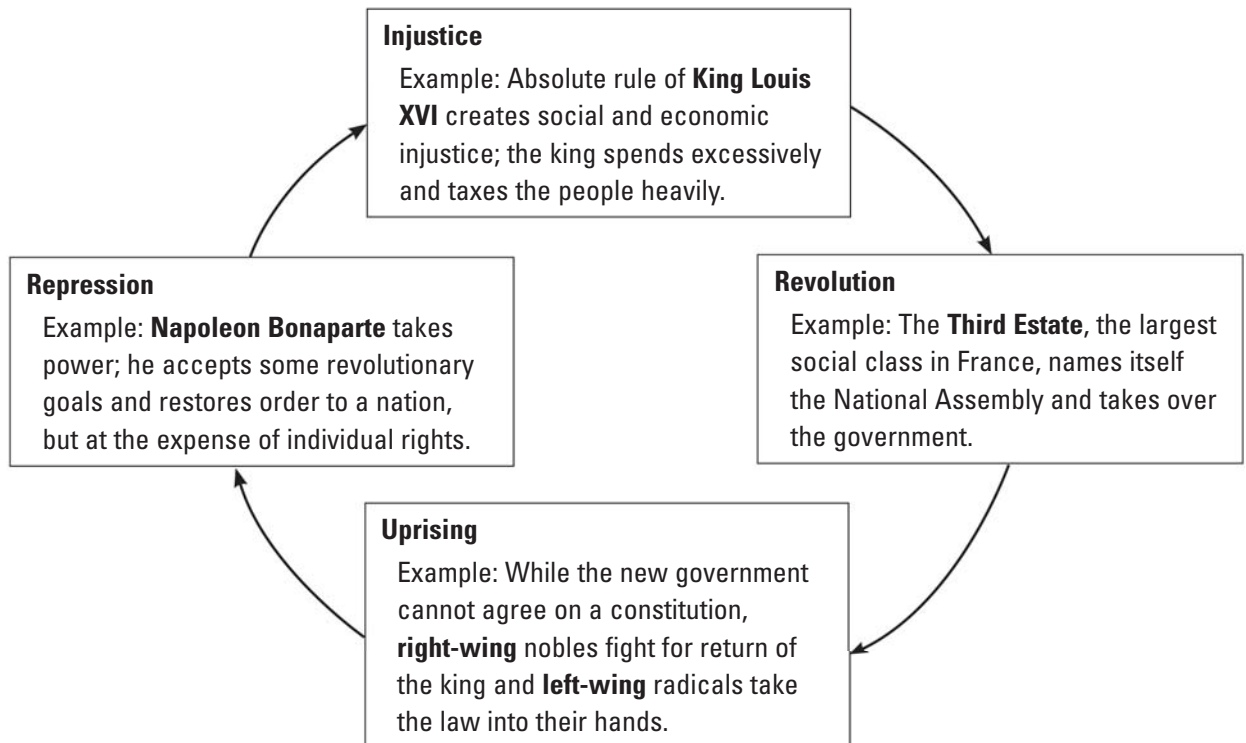 Injustice
Example: Absolute rule of King Louis
XVI creates social and economic
injustice; the king spends excessively
and taxes the people heavily.
Revolution
Example: The Third Estate, the largest
social class in France, names itself
the National Assembly and takes over
the government.
Uprising
Example: While the new government
cannot agree on a constitution,
right-wing nobles fight for return of
the king and left-wing radicals take
the law into their hands.
Repression
Example: Napoleon Bonaparte takes
power; he accepts some revolutionary
goals and restores order to a nation,
but at the expense of individual rights.